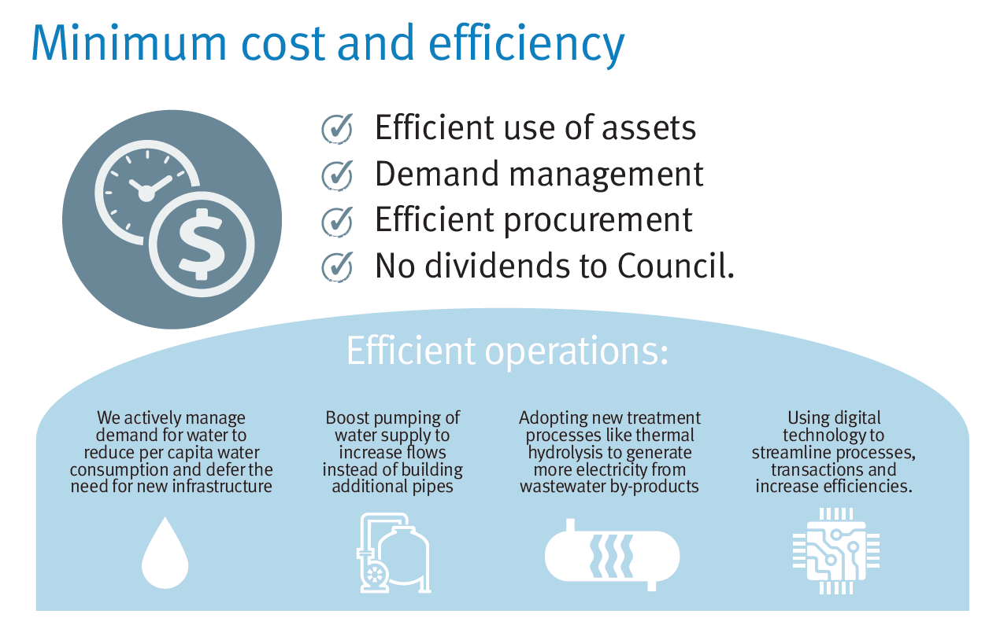 Minimum cost and efficiency
Efficient use of assets
Demand management
Efficient procurement
No dividends to Council.
$
Efficient operations:
We actively manage
demand for water to
reduce per capita water
consumption and defer the
need for new infrastructure
Boost pumping of
water supply to
increase flows
instead of building
additional pipes
Adopting new treatment
processes like thermal
hydrolysis to generate
more electricity from
wastewater by-products
Using digital
technology to
streamline processes,
transactions and
increase efficiencies.